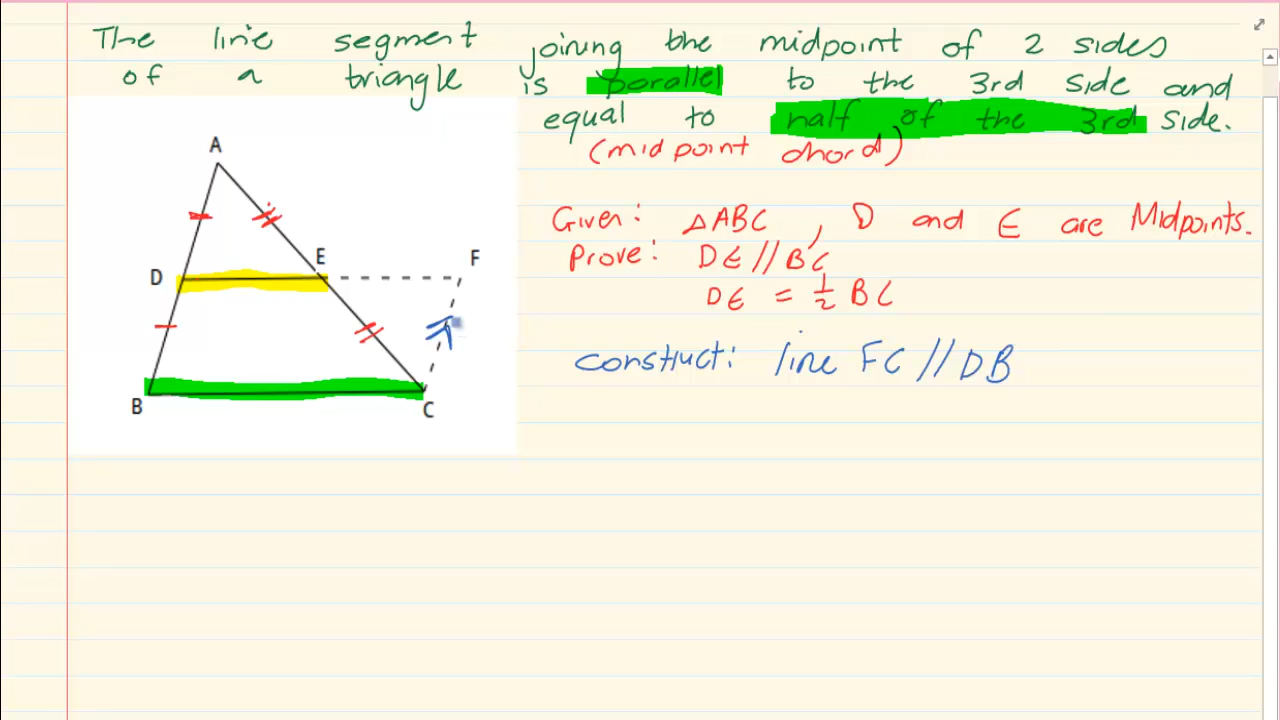 The line segment joining the midpoint of 2 sides
of a triangle is parallel to the 3rd side and
equal to half of the 3rd side.
(midpoint chord)
A
Given: △ABC, D and E are Midpoints.
Prove: DE // BC
E
F
D
DE = 1/2 BC
construct: line FC // DB
B
C